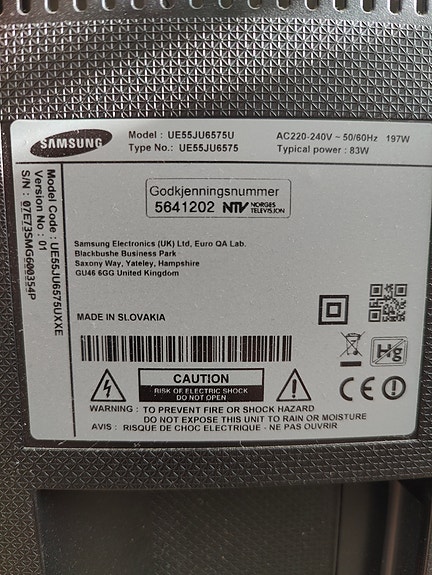 SAMSUNG
Model : UE55JU6575U
Type No.: UE55JU6575
AC220-240V ~ 50/60Hz 197W
Typical power : 83W
Model Code : UE55JU6575UXXE
Version No : 01
S/N : 07E73SMG600354P
Godkjenningsnummer
5641202 NTV NORGES TELEVISJON
Samsung Electronics (UK) Ltd, Euro QA Lab.
Blackbushe Business Park
Saxony Way, Yateley, Hampshire
GU46 6GG United Kingdom
MADE IN SLOVAKIA
Hg
CAUTION
RISK OF ELECTRIC SHOCK
DO NOT OPEN
CE
WARNING : TO PREVENT FIRE OR SHOCK HAZARD
DO NOT EXPOSE THIS UNIT TO RAIN OR MOISTURE
AVIS : RISQUE DE CHOC ELECTRIQUE - NE PAS OUVRIR